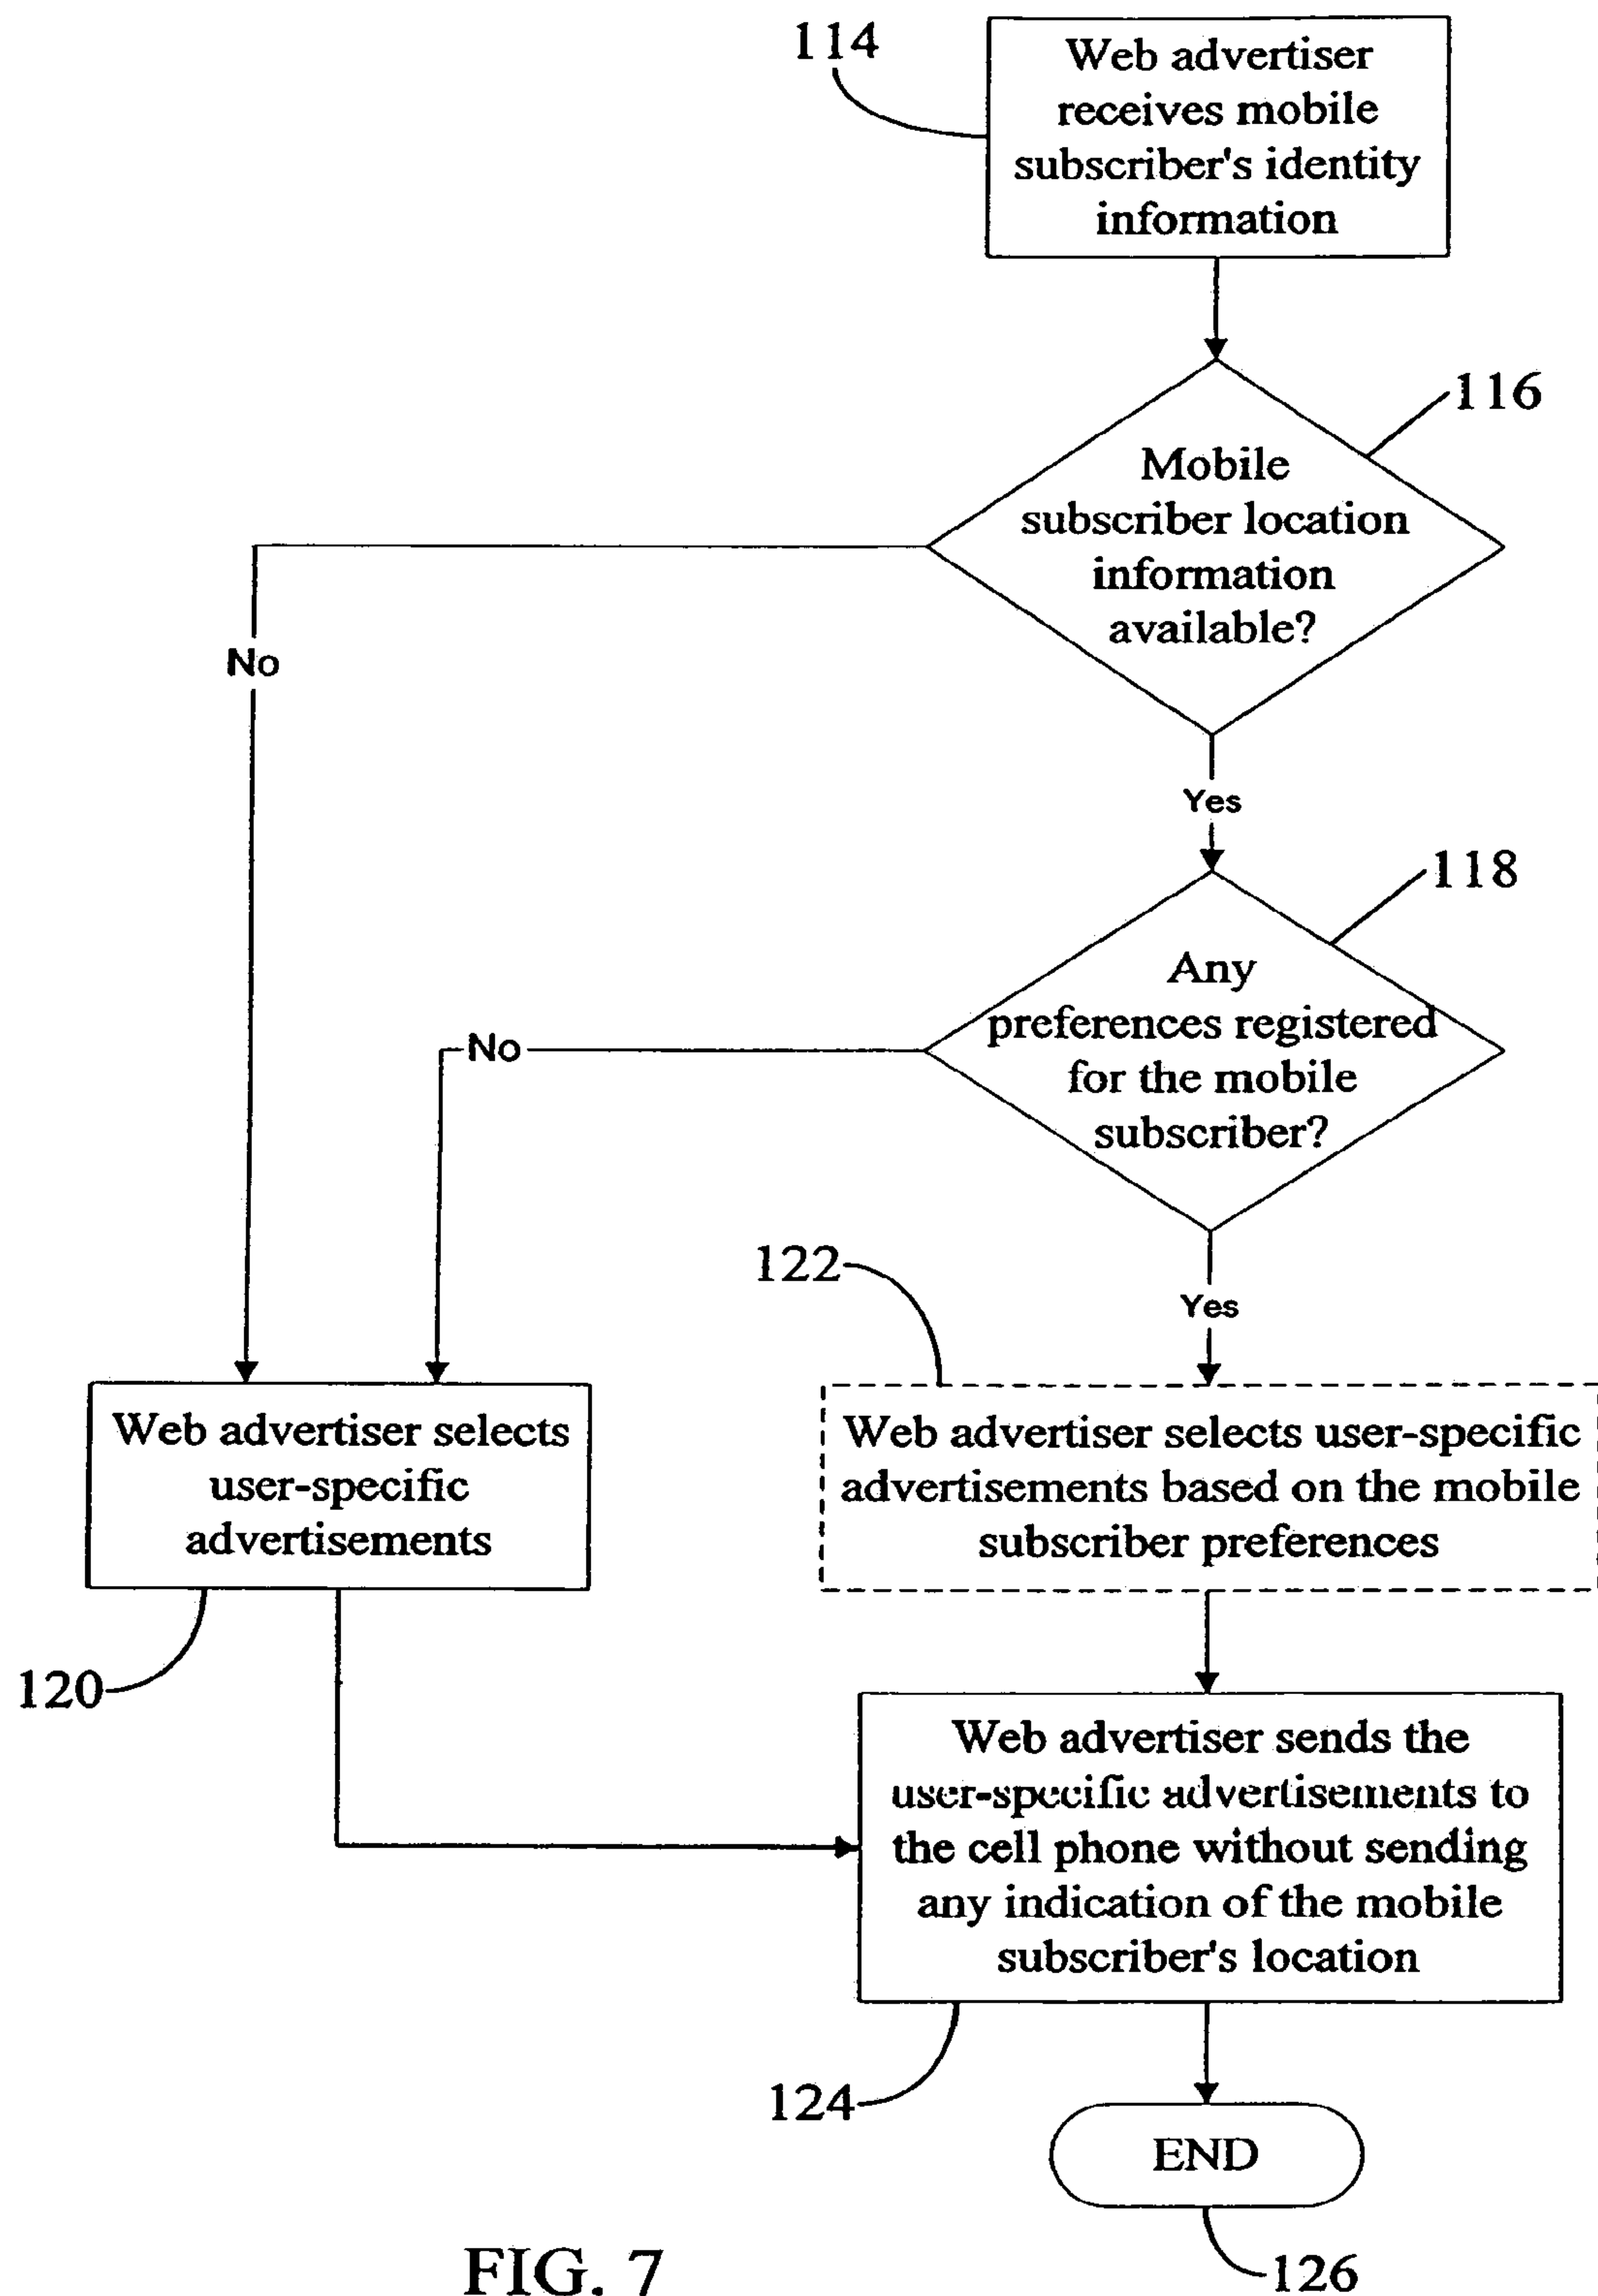 114
Web advertiser
receives mobile
subscriber's identity
information
116
Mobile
subscriber location
information
available?
No
Yes
118
Any
preferences registered
for the mobile
subscriber?
No
Yes
122
Web advertiser selects
user-specific
advertisements
Web advertiser selects user-specific
advertisements based on the mobile
subscriber preferences
120
Web advertiser sends the
user-specific advertisements to
the cell phone without sending
any indication of the mobile
subscriber's location
124
END
126
FIG. 7